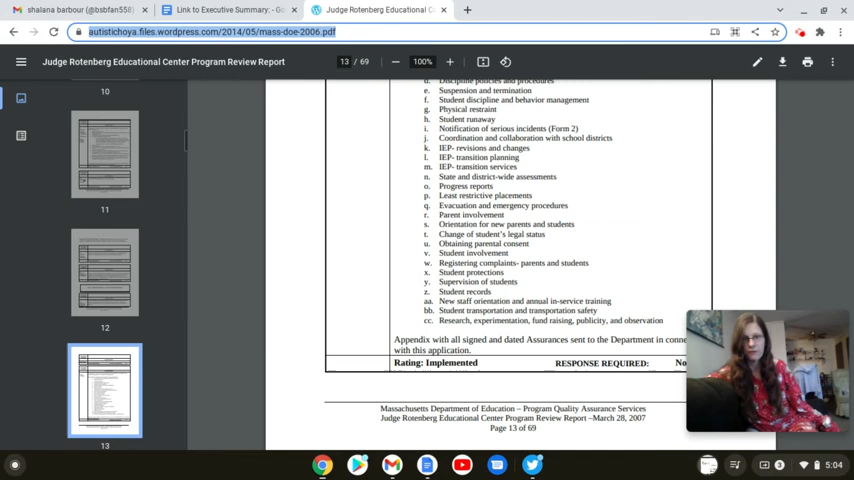 shalana barbour (@bsbfan558)
Link to Executive Summary: - Go
Judge Rotenberg Educational C
autistichoya.files.wordpress.com/2014/05/mass-doe-2006.pdf
Judge Rotenberg Educational Center Program Review Report
13 / 69
100%
10
11
12
13
d. Discipline policies and procedures
e. Suspension and termination
f. Student discipline and behavior management
g. Physical restraint
h. Student runaway
i. Notification of serious incidents (Form 2)
j. Coordination and collaboration with school districts
k. IEP- revisions and changes
l. IEP- transition planning
m. IEP- transition services
n. State and district-wide assessments
o. Progress reports
p. Least restrictive placements
q. Evacuation and emergency procedures
r. Parent involvement
s. Orientation for new parents and students
t. Change of student's legal status
u. Obtaining parental consent
v. Student involvement
w. Registering complaints- parents and students
x. Student protections
y. Supervision of students
z. Student records
aa. New staff orientation and annual in-service training
bb. Student transportation and transportation safety
cc. Research, experimentation, fund raising, publicity, and observation
Appendix with all signed and dated Assurances sent to the Department in conne
with this application.
Rating: Implemented RESPONSE REQUIRED: No
Massachusetts Department of Education – Program Quality Assurance Services
Judge Rotenberg Educational Center Program Review Report –March 28, 2007
Page 13 of 69
3
5:04